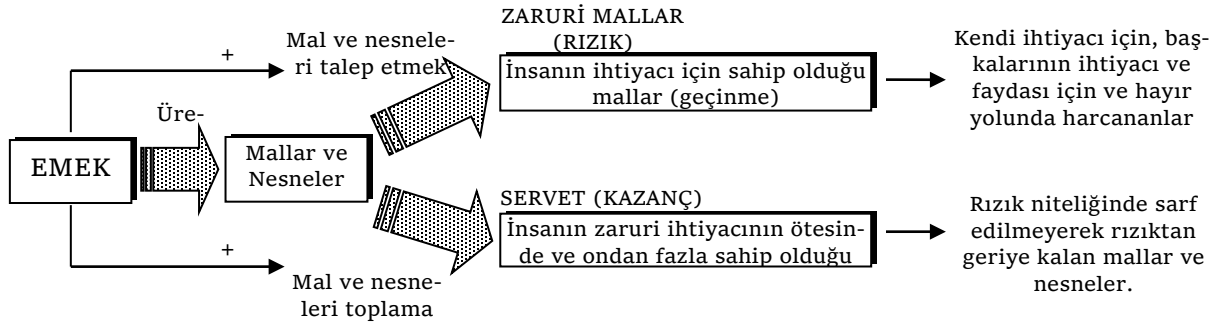 +
Mal ve nesnele-
ri talep etmek
Üre-
EMEK
Mallar ve
Nesneler
+
Mal ve nesne-
leri toplama
ZARURİ MALLAR
(RIZIK)
İnsanın ihtiyacı için sahip olduğu
mallar (geçinme)
Kendi ihtiyacı için, baş-
kalarının ihtiyacı ve
faydası için ve hayır
yolunda harcananlar
SERVET (KAZANÇ)
İnsanın zaruri ihtiyacının ötesin-
de ve ondan fazla sahip olduğu
Rızık niteliğinde sarf
edilmeyerek rızıktan
geriye kalan mallar ve
nesneler.